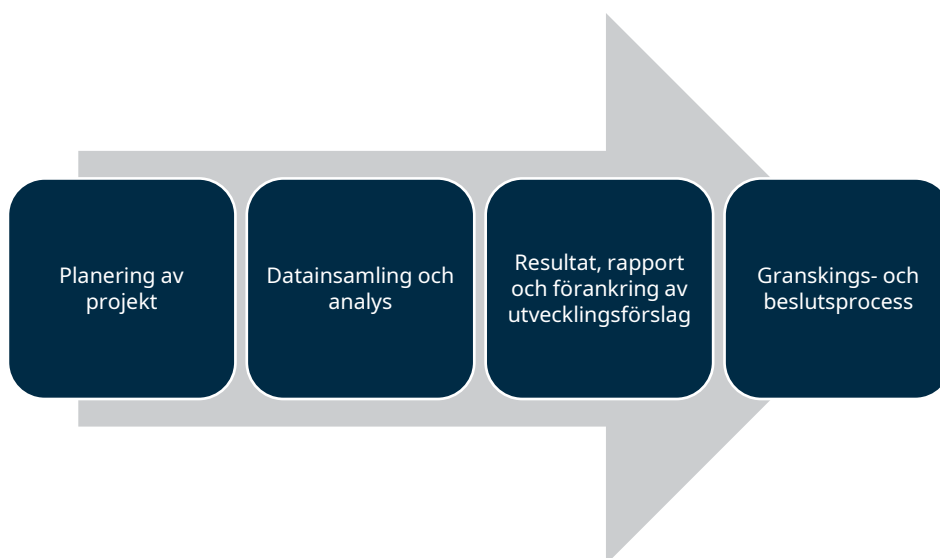 Planering av
projekt
Datainsamling och
analys
Resultat, rapport
och förankring av
utvecklingsförslag
Granskings- och
beslutsprocess